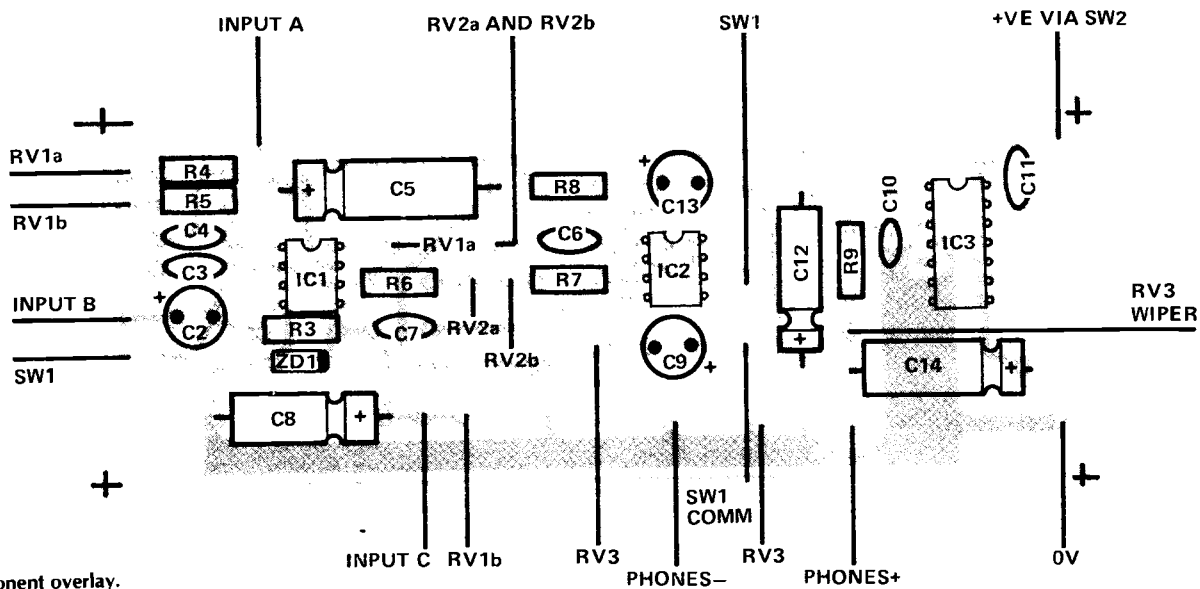 INPUT A
RV2a AND RV2b
SW1
+VE VIA SW2
RV1a
R4
R5
RV1b
C4
C3
INPUT B
C2
SW1
+
C5
IC1
RV1a
R6
R3
C7
ZD1
RV2a
RV2b
C8
+
R8
C6
R7
+
C13
IC2
C9
+
C12
+
R9
C10
IC3
C11
RV3
WIPER
C14
+
INPUT C
RV1b
RV3
PHONES–
SW1
COMM
RV3
PHONES+
0V
onent overlay.